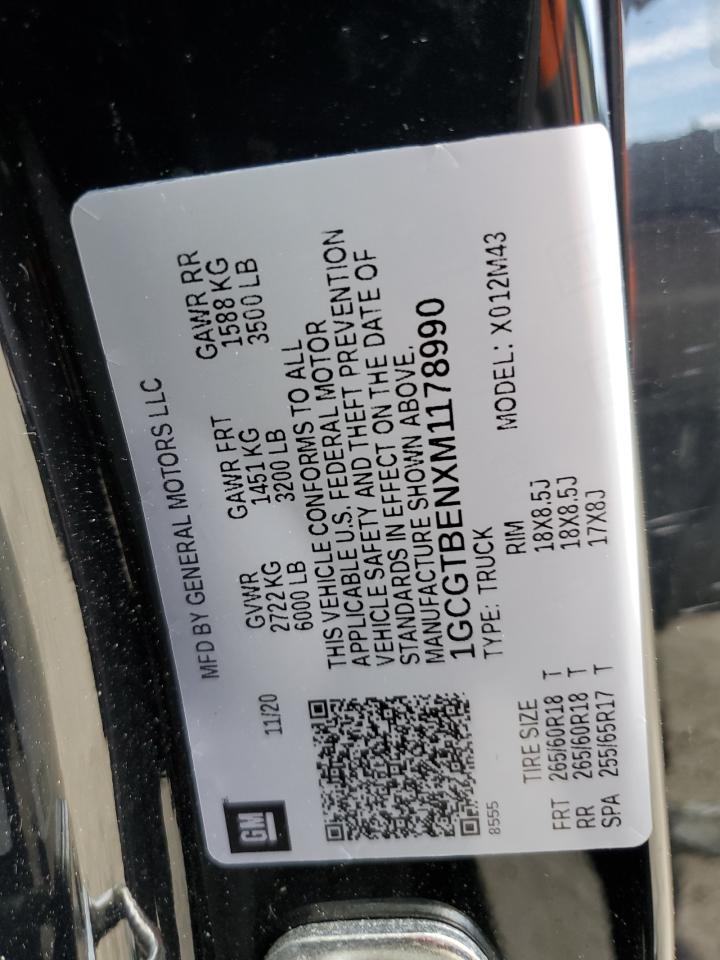 GM
11/20
MFD BY GENERAL MOTORS LLC
GVWR GAWR FRT GAWR RR
2722 KG 1451 KG 1588 KG
6000 LB 3200 LB 3500 LB
THIS VEHICLE CONFORMS TO ALL
APPLICABLE U.S. FEDERAL MOTOR
VEHICLE SAFETY AND THEFT PREVENTION
STANDARDS IN EFFECT ON THE DATE OF
MANUFACTURE SHOWN ABOVE.
1GCGTBENXM1178990
TYPE: TRUCK MODEL: X012M43
8555
TIRE SIZE RIM
FRT 265/60R18 T 18X8.5J
RR 265/60R18 T 18X8.5J
SPA 255/65R17 T 17X8J